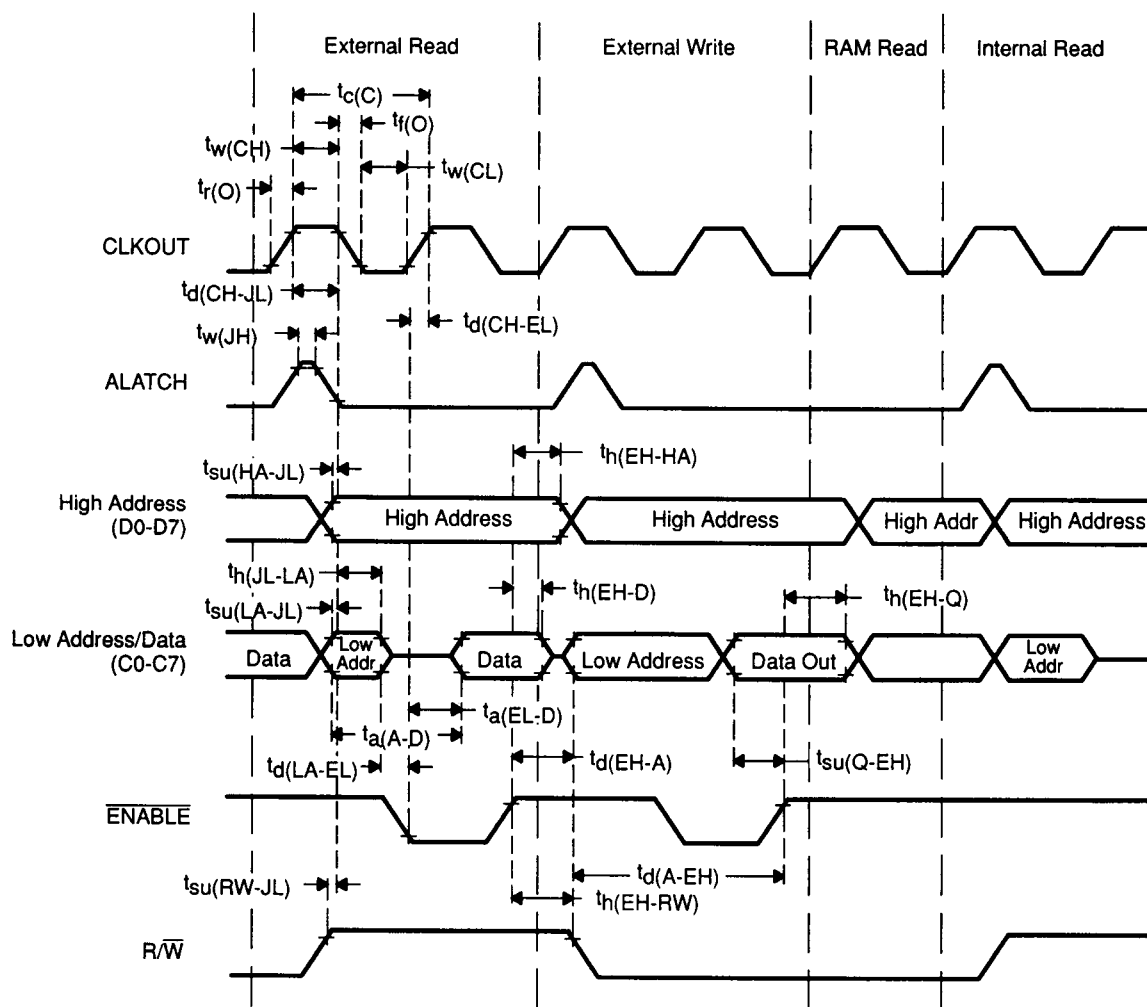 External Read External Write RAM Read Internal Read
tc(C)
tf(O)
tw(CH)
tw(CL)
tr(O)
CLKOUT
td(CH-JL)
td(CH-EL)
tw(JH)
ALATCH
th(EH-HA)
tsu(HA-JL)
High Address
(D0-D7)
High Address High Address High Addr High Address
th(JL-LA)
th(EH-D)
th(EH-Q)
tsu(LA-JL)
Low Address/Data
(C0-C7)
Data Low Addr Data Low Address Data Out Low Addr
ta(EL-D)
ta(A-D)
td(LA-EL)
td(EH-A)
tsu(Q-EH)
ENABLE
td(A-EH)
tsu(RW-JL)
th(EH-RW)
R/W